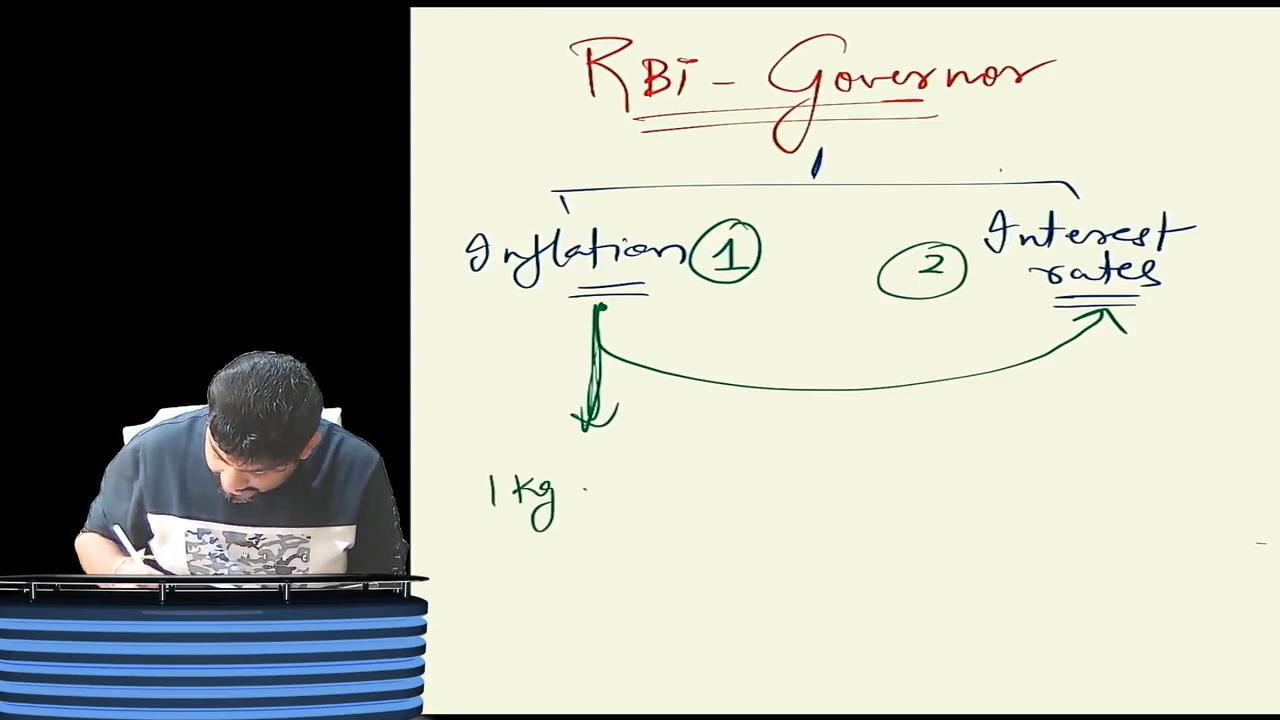 RBi - Governor
Inflation 1
2 Interest
rates
1 kg